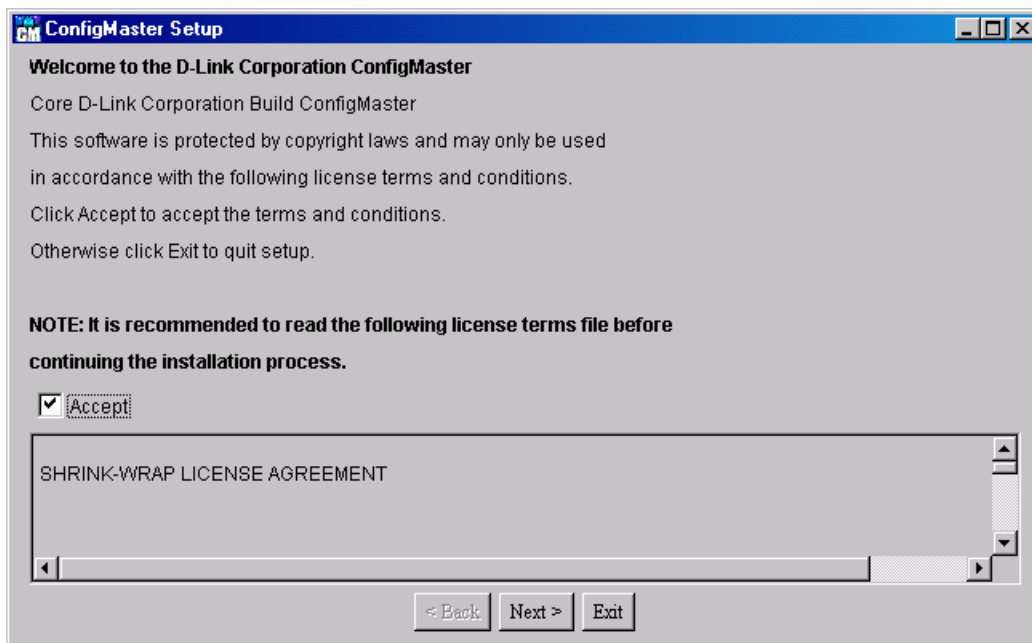 CM ConfigMaster Setup
Welcome to the D-Link Corporation ConfigMaster
Core D-Link Corporation Build ConfigMaster
This software is protected by copyright laws and may only be used
in accordance with the following license terms and conditions.
Click Accept to accept the terms and conditions.
Otherwise click Exit to quit setup.
NOTE: It is recommended to read the following license terms file before
continuing the installation process.
Accept
SHRINK-WRAP LICENSE AGREEMENT
< Back Next > Exit